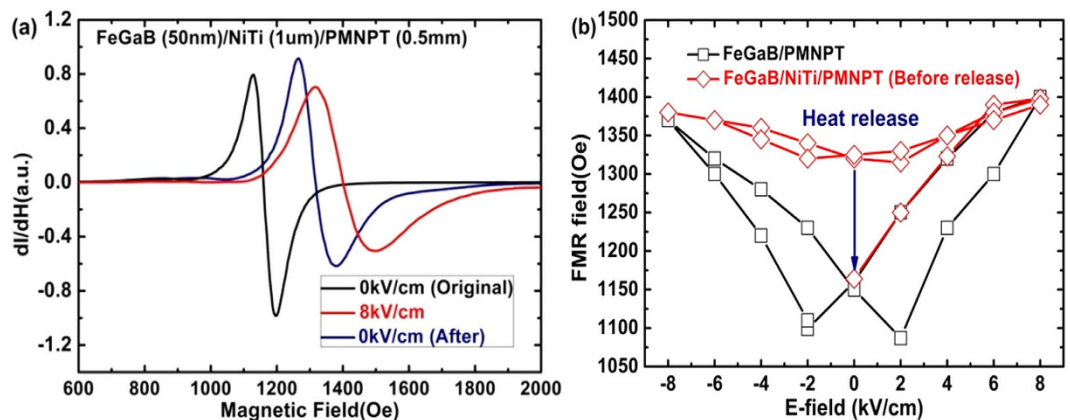 (a)
FeGaB (50nm)/NiTi (1um)/PMNPT (0.5mm)
1.2
0.8
0.4
0.0
-0.4
-0.8
-1.2
dI/dH(a.u.)
0kV/cm (Original)
8kV/cm
0kV/cm (After)
600 800 1000 1200 1400 1600 1800 2000
Magnetic Field(Oe)
(b)
1500
1450
1400
1350
1300
1250
1200
1150
1100
1050
FMR field(Oe)
FeGaB/PMNPT
FeGaB/NiTi/PMNPT (Before release)
Heat release
-8 -6 -4 -2 0 2 4 6 8
E-field (kV/cm)